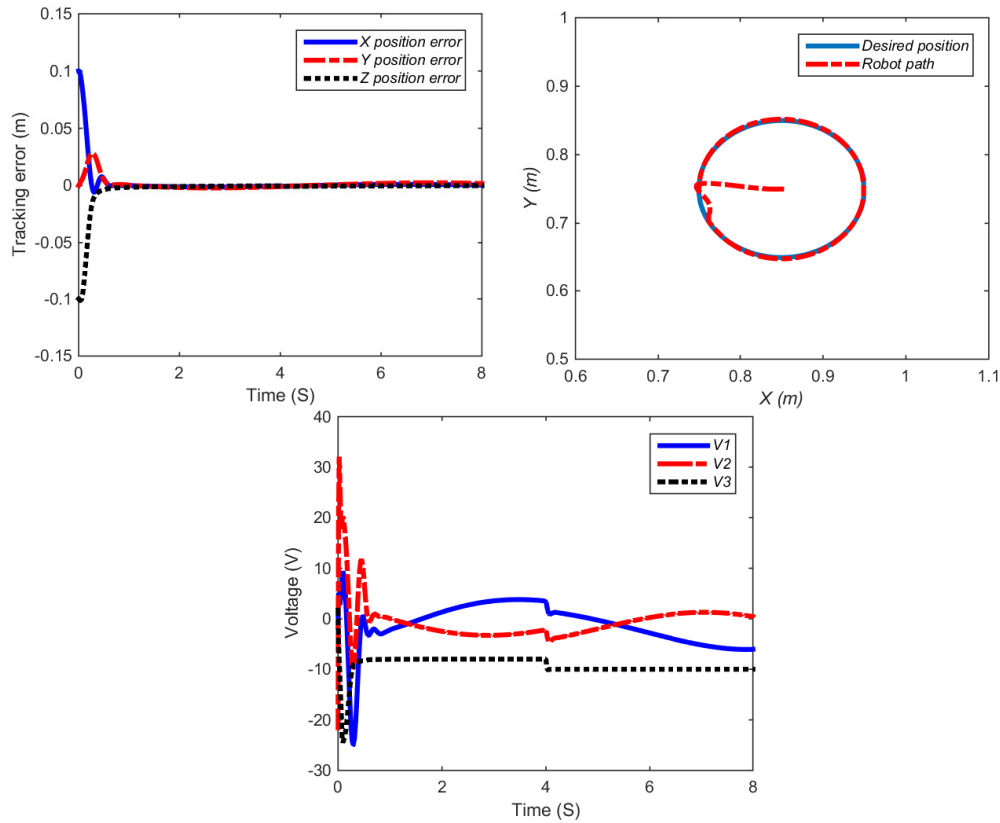 0.15
0.1
0.05
0
-0.05
-0.1
-0.15
Tracking error (m)
X position error
Y position error
Z position error
0 2 4 6 8
Time (S)
1
0.9
0.8
0.7
0.6
0.5
Y (m)
Desired position
Robot path
0.6 0.7 0.8 0.9 1 1.1
X (m)
40
30
20
10
0
-10
-20
-30
Voltage (V)
V1
V2
V3
0 2 4 6 8
Time (S)